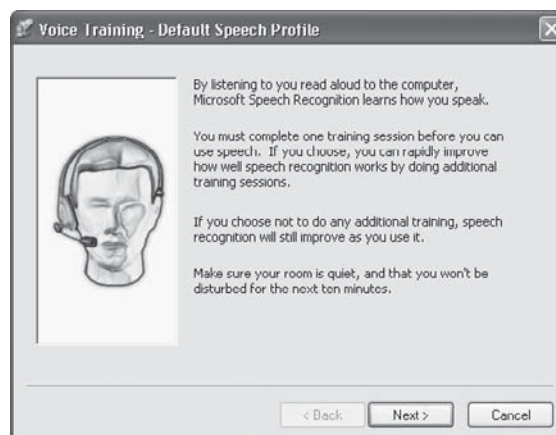 Voice Training - Default Speech Profile
By listening to you read aloud to the computer,
Microsoft Speech Recognition learns how you speak.
You must complete one training session before you can
use speech. If you choose, you can rapidly improve
how well speech recognition works by doing additional
training sessions.
If you choose not to do any additional training, speech
recognition will still improve as you use it.
Make sure your room is quiet, and that you won't be
disturbed for the next ten minutes.
< Back Next > Cancel